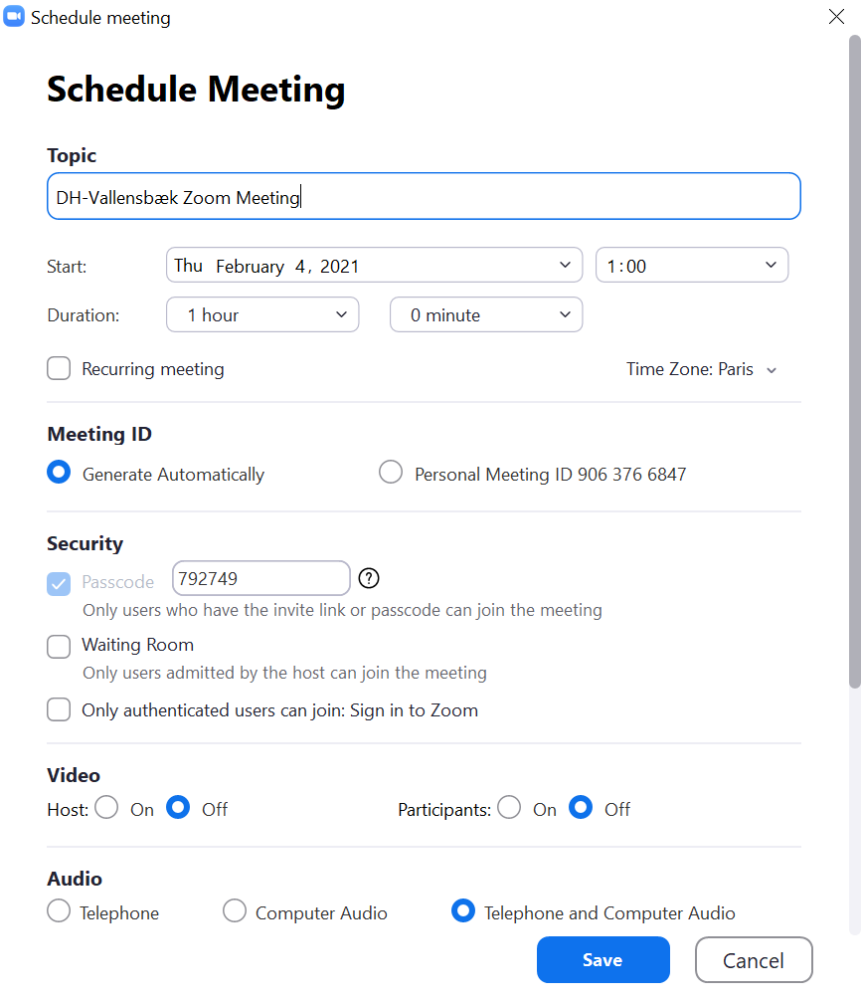 Schedule meeting
Schedule Meeting
Topic
DH-Vallensbæk Zoom Meeting
Start: Thu February 4, 2021 1:00
Duration: 1 hour 0 minute
Recurring meeting Time Zone: Paris
Meeting ID
Generate Automatically Personal Meeting ID 906 376 6847
Security
Passcode 792749 ?
Only users who have the invite link or passcode can join the meeting
Waiting Room
Only users admitted by the host can join the meeting
Only authenticated users can join: Sign in to Zoom
Video
Host: On Off Participants: On Off
Audio
Telephone Computer Audio Telephone and Computer Audio
Save Cancel